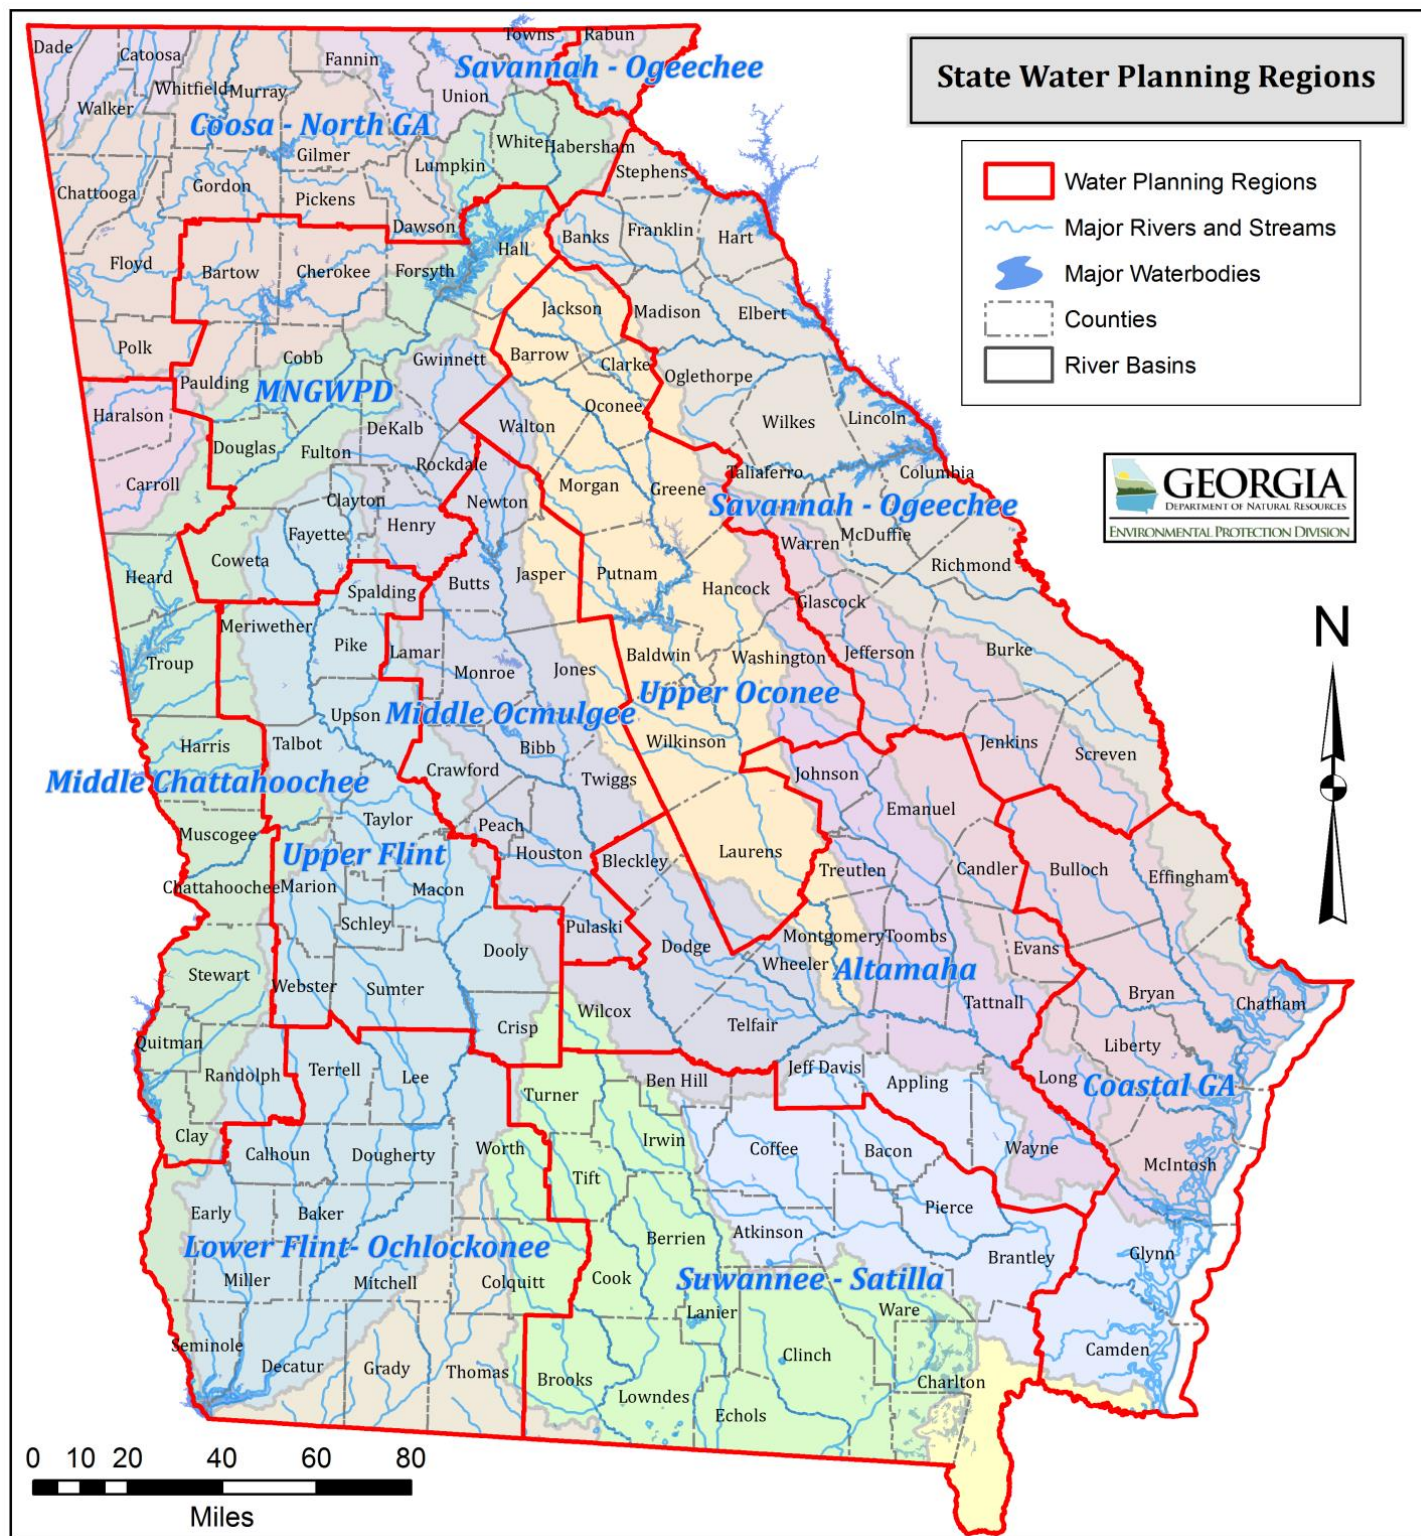 State Water Planning Regions
Water Planning Regions
Major Rivers and Streams
Major Waterbodies
Counties
River Basins
GEORGIA
DEPARTMENT OF NATURAL RESOURCES
ENVIRONMENTAL PROTECTION DIVISION
N
Dade
Catoosa
Fannin
Towns
Rabun
Savannah - Ogeechee
Whitfield
Murray
Union
Walker
Coosa - North GA
White
Habersham
Gilmer
Lumpkin
Stephens
Chattooga
Gordon
Pickens
Dawson
Franklin
Hart
Banks
Hall
Floyd
Bartow
Cherokee
Forsyth
Jackson
Madison
Elbert
Polk
Cobb
Gwinnett
Barrow
Clarke
Oglethorpe
Paulding
MNGWPD
Haralson
Oconee
Wilkes
Lincoln
DeKalb
Walton
Douglas
Fulton
Rockdale
Taliaferro
Columbia
Carroll
Clayton
Newton
Morgan
Greene
Savannah - Ogeechee
Henry
Fayette
Warren
McDuffie
Coweta
Richmond
Heard
Spalding
Butts
Jasper
Putnam
Hancock
Glascock
Meriwether
Pike
Lamar
Troup
Monroe
Jones
Baldwin
Washington
Jefferson
Burke
Upper Oconee
Upson
Middle Ocmulgee
Harris
Talbot
Bibb
Wilkinson
Jenkins
Screven
Crawford
Twiggs
Johnson
Middle Chattahoochee
Emanuel
Muscogee
Taylor
Peach
Upper Flint
Houston
Bleckley
Laurens
Treutlen
Candler
Bulloch
Effingham
Chattahoochee
Marion
Macon
Schley
Pulaski
Dooly
Dodge
Montgomery
Toombs
Evans
Wheeler
Altamaha
Stewart
Webster
Sumter
Tattnall
Bryan
Chatham
Wilcox
Telfair
Crisp
Quitman
Liberty
Randolph
Terrell
Lee
Turner
Ben Hill
Jeff Davis
Appling
Long
Coastal GA
Clay
Calhoun
Dougherty
Worth
Irwin
Coffee
Bacon
Wayne
McIntosh
Tift
Early
Baker
Pierce
Berrien
Atkinson
Lower Flint- Ochlockonee
Brantley
Glynn
Miller
Mitchell
Colquitt
Cook
Suwannee - Satilla
Lanier
Ware
Seminole
Decatur
Grady
Thomas
Brooks
Lowndes
Clinch
Charlton
Camden
Echols
0 10 20 40 60 80
Miles